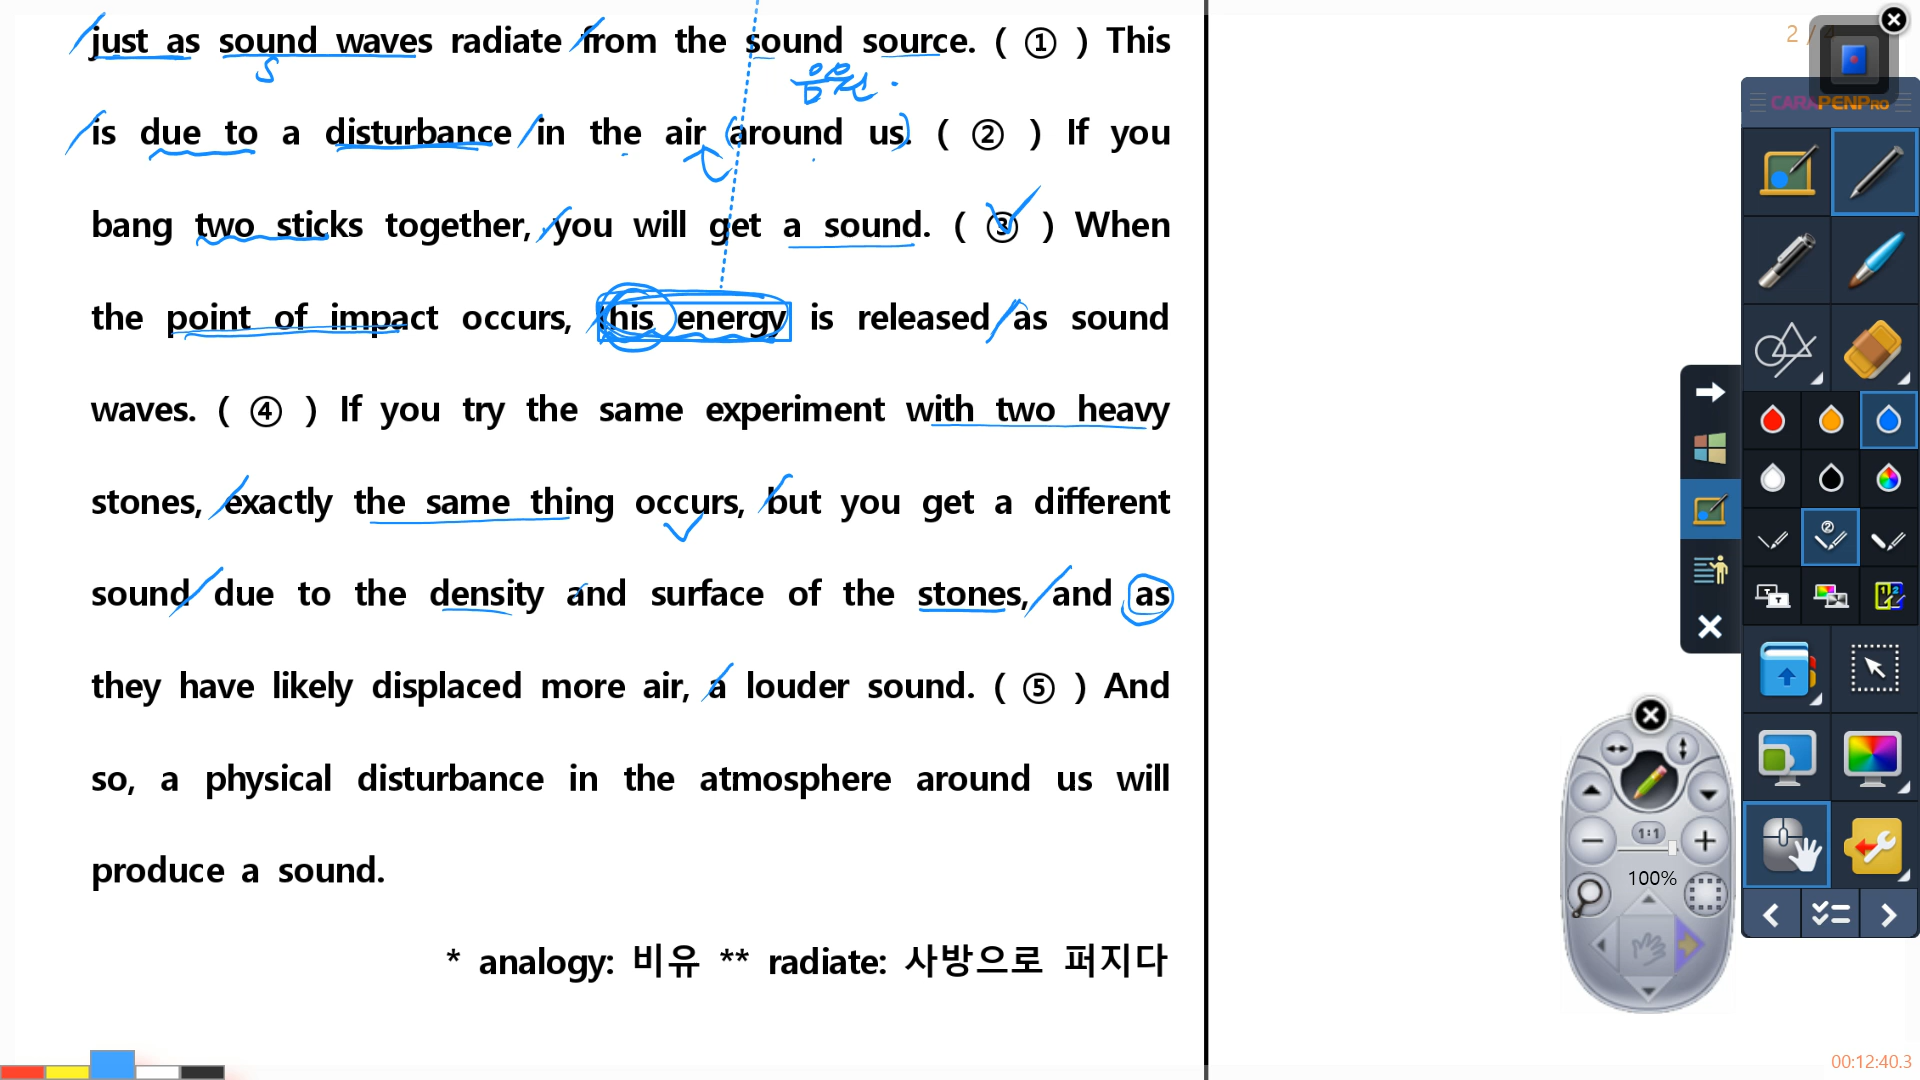 just as sound waves radiate from the sound source. ( ① ) This
S
음원
is due to a disturbance in the air (around us). ( ② ) If you
bang two sticks together, you will get a sound. ( ③ ) When
the point of impact occurs, this energy is released as sound
waves. ( ④ ) If you try the same experiment with two heavy
stones, exactly the same thing occurs, but you get a different
sound due to the density and surface of the stones, and as
they have likely displaced more air, a louder sound. ( ⑤ ) And
so, a physical disturbance in the atmosphere around us will
produce a sound.
* analogy: 비유 ** radiate: 사방으로 퍼지다
2 /
CARAPENPRO
②
1:1
100%
00:12:40.3